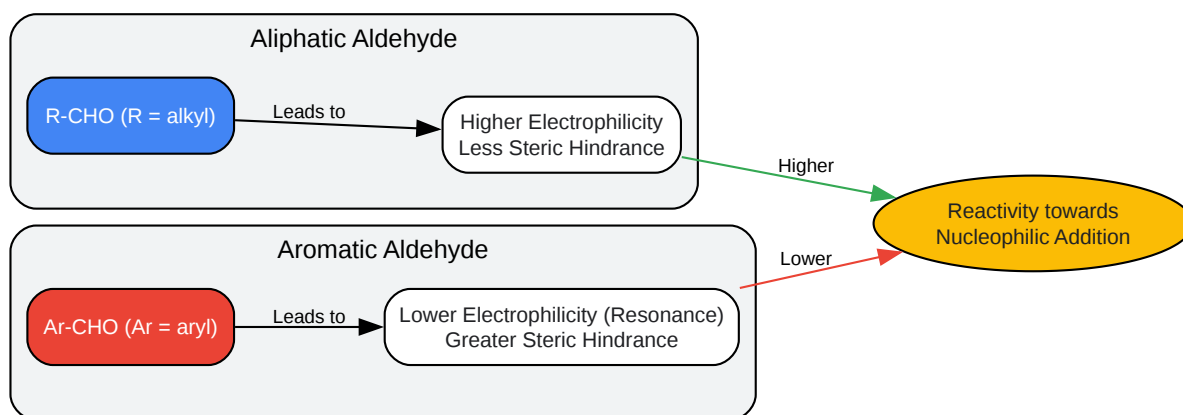 Aliphatic Aldehyde
R-CHO (R = alkyl)
Leads to
Higher Electrophilicity
Less Steric Hindrance
Higher
Reactivity towards
Nucleophilic Addition
Aromatic Aldehyde
Ar-CHO (Ar = aryl)
Leads to
Lower Electrophilicity (Resonance)
Greater Steric Hindrance
Lower